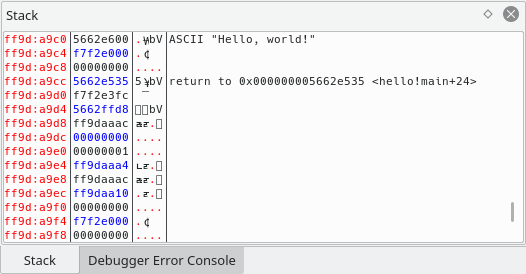 Stack
ff9d:a9c0 5662e600 ASCII "Hello, world!"
ff9d:a9c4 f7f2e000
ff9d:a9c8 00000000 ....
ff9d:a9cc 5662e535 return to 0x000000005662e535 <hello!main+24>
ff9d:a9d0 f7f2e3fc
ff9d:a9d4 5662ffd8
ff9d:a9d8 ff9daaac
ff9d:a9dc 00000000 ....
ff9d:a9e0 00000001 ....
ff9d:a9e4 ff9daaa4
ff9d:a9e8 ff9daaac
ff9d:a9ec ff9daa10
ff9d:a9f0 00000000 ....
ff9d:a9f4 f7f2e000
ff9d:a9f8 00000000 ....
Stack Debugger Error Console